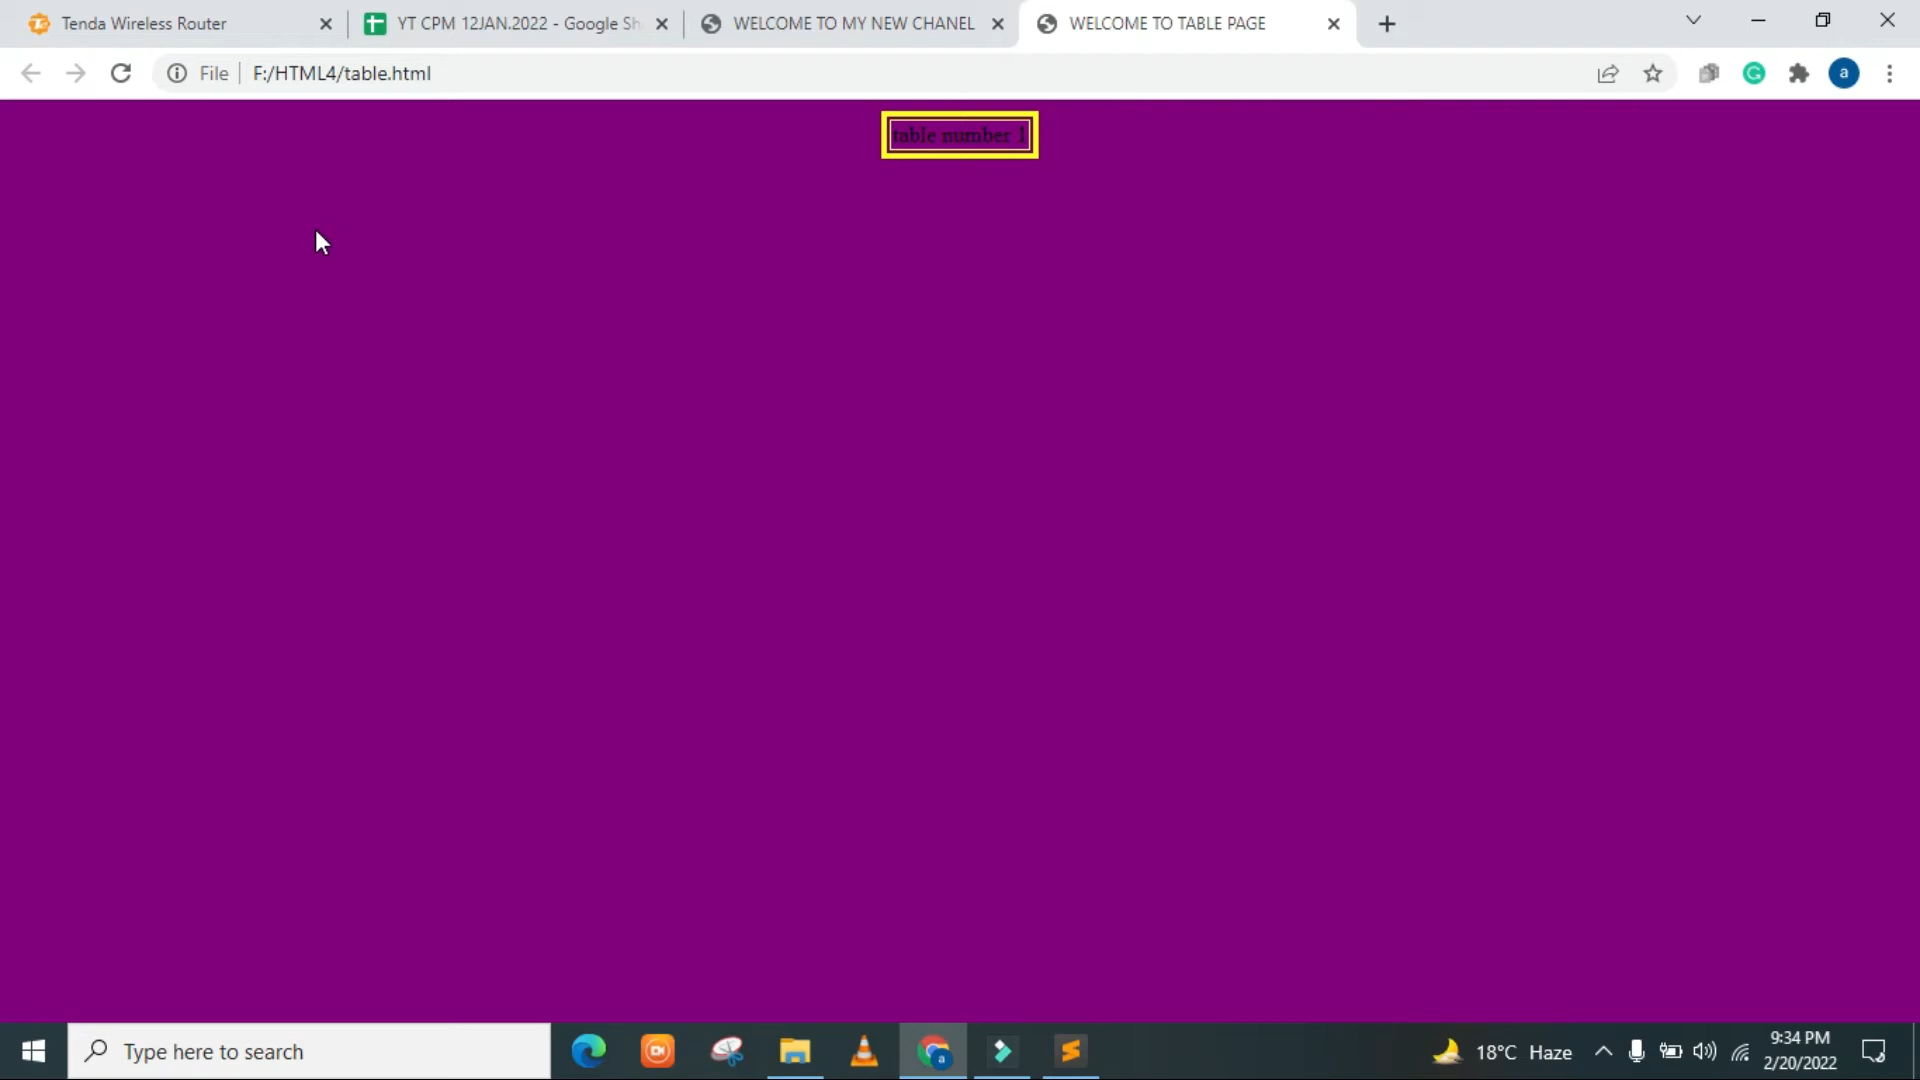 Tenda Wireless Router
YT CPM 12JAN.2022 - Google Sh
WELCOME TO MY NEW CHANEL
WELCOME TO TABLE PAGE
File
F:/HTML4/table.html
a
table number 1
Type here to search
a
18°C Haze
9:34 PM
2/20/2022